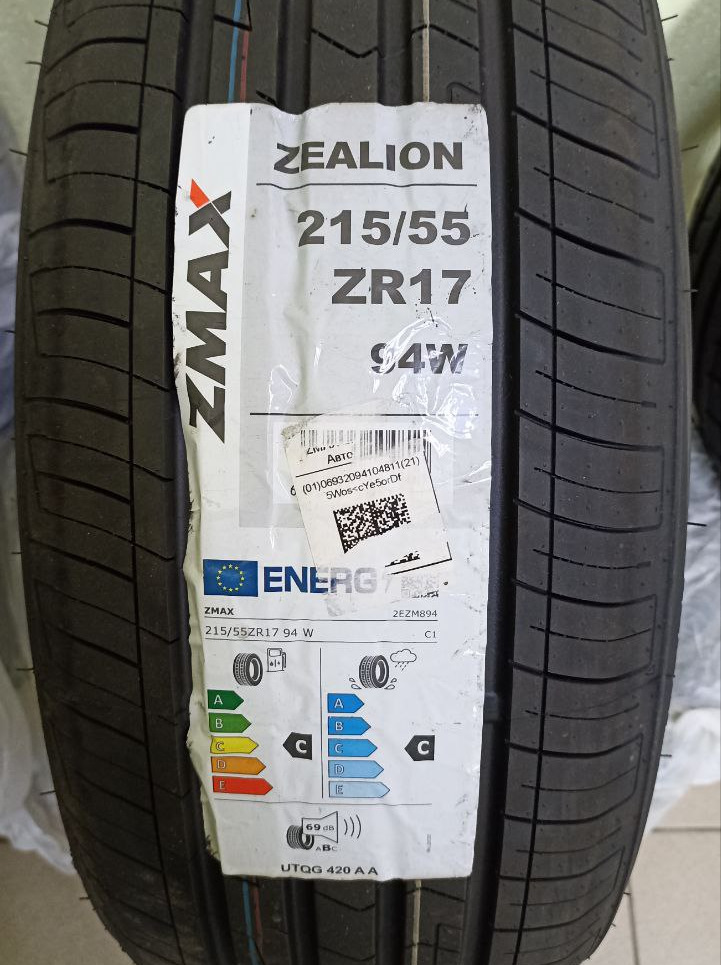 ZEALION
ZMAX
215/55
ZR17
94W
Авто
(01)06932094104811(21)
5Wos<cYe5orDf
ENERG
ZMAX 2EZM894
215/55ZR17 94 W C1
A A
B B
C C C C
D D
E E
69 dB
ABC
UTQG 420 A A